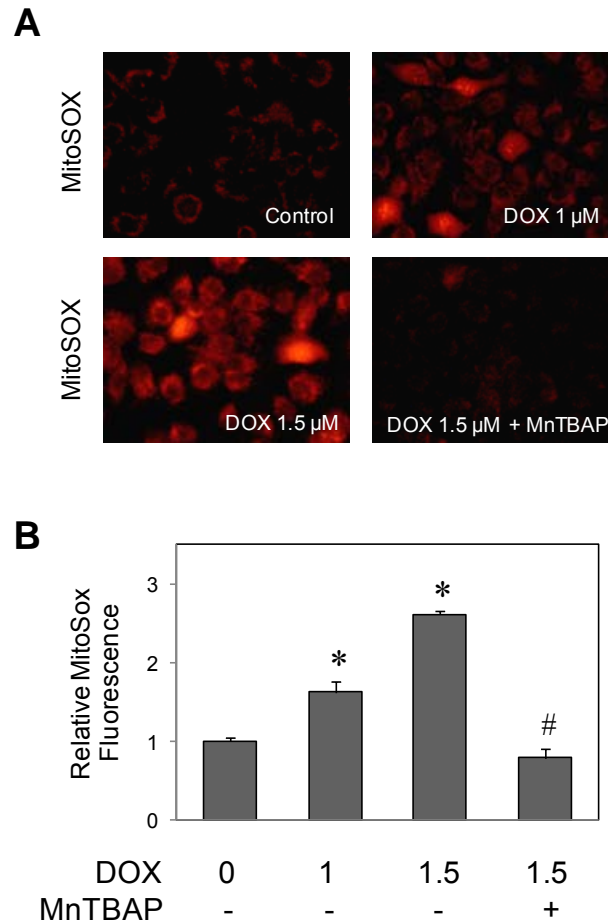 A
MitoSOX
Control
DOX 1 µM
MitoSOX
DOX 1.5 µM
DOX 1.5 µM + MnTBAP
B
Relative MitoSox
Fluorescence
3
2
1
0
*
*
#
DOX 0 1 1.5 1.5
MnTBAP - - - +